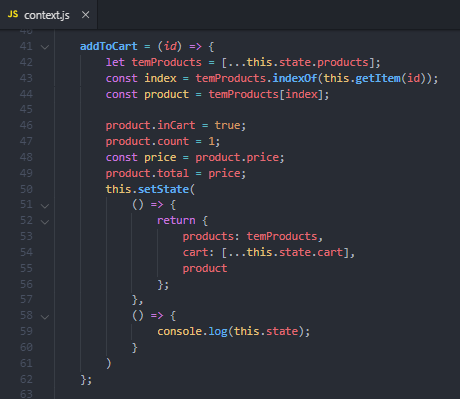 JS context.js ×
40
41 addToCart = (id) => {
42 let temProducts = [...this.state.products];
43 const index = temProducts.indexOf(this.getItem(id));
44 const product = temProducts[index];
45
46 product.inCart = true;
47 product.count = 1;
48 const price = product.price;
49 product.total = price;
50 this.setState(
51 () => {
52 return {
53 products: temProducts,
54 cart: [...this.state.cart],
55 product
56 };
57 },
58 () => {
59 console.log(this.state);
60 }
61 )
62 };
63